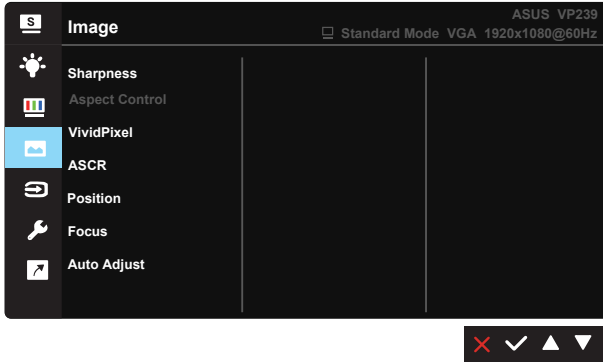 S
Image
ASUS VP239
Standard Mode VGA 1920x1080@60Hz
Sharpness
Aspect Control
VividPixel
ASCR
Position
Focus
Auto Adjust